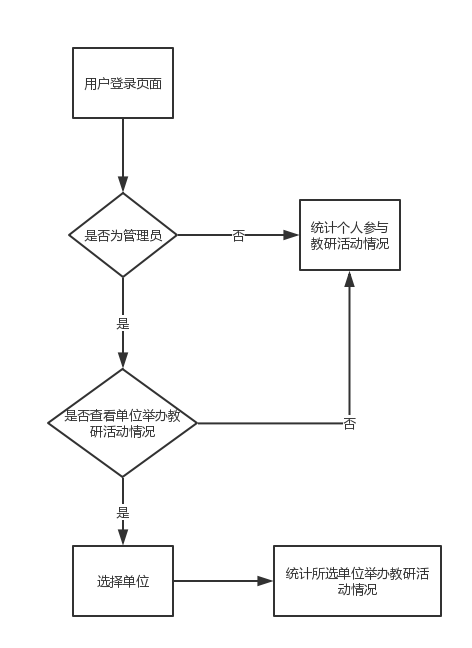 用户登录页面
是否为管理员
否
统计个人参与
教研活动情况
是
是否查看单位举办教
研活动情况
否
是
选择单位
统计所选单位举办教研活
动情况